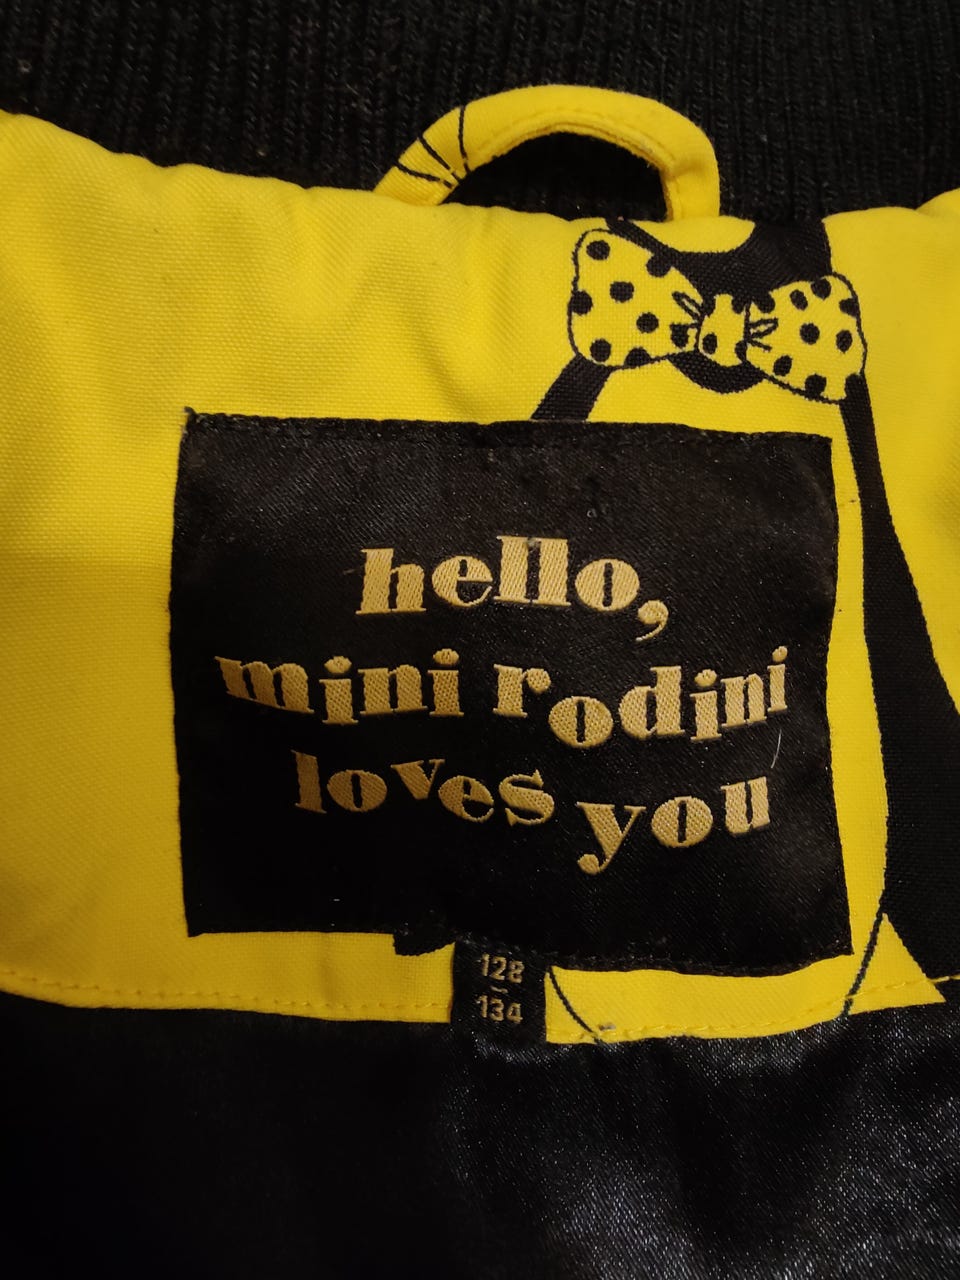 hello,
mini rodini
loves you
128
-
134